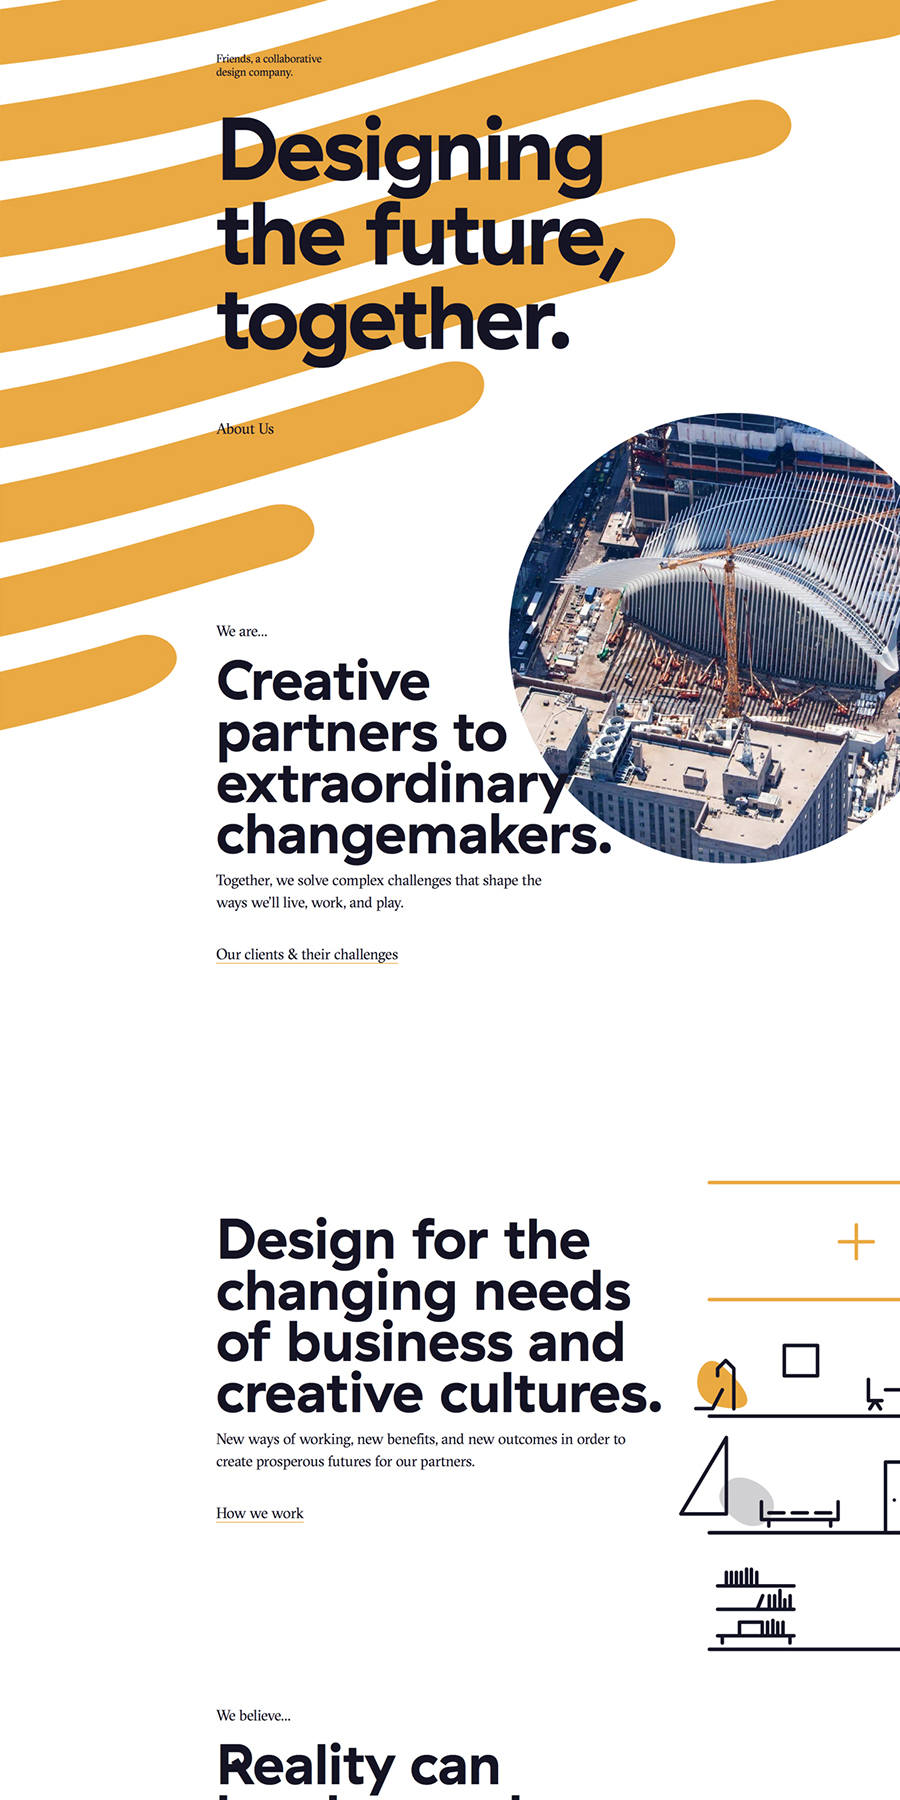 Friends, a collaborative
design company.
Designing
the future,
together.
About Us
We are...
Creative
partners to
extraordinary
changemakers.
Together, we solve complex challenges that shape the
ways we'll live, work, and play.
Our clients & their challenges
Design for the
changing needs
of business and
creative cultures.
New ways of working, new benefits, and new outcomes in order to
create prosperous futures for our partners.
How we work
We believe...
Reality can